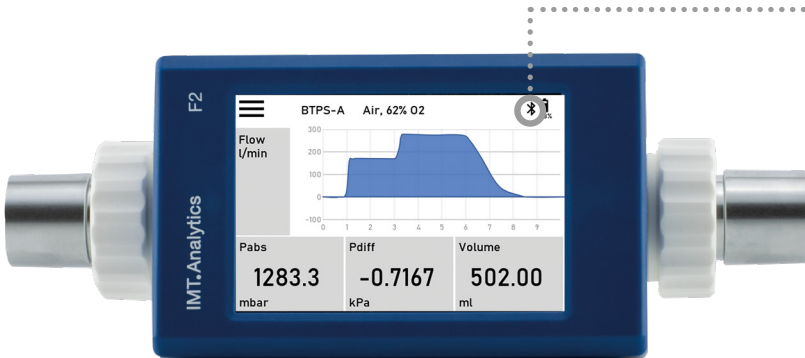 F2
IMT.Analytics
BTPS-A Air, 62% O2
Flow
l/min
300
200
100
0
-100
0 1 2 3 4 5 6 7 8 9
Pabs
1283.3
mbar
Pdiff
-0.7167
kPa
Volume
502.00
ml